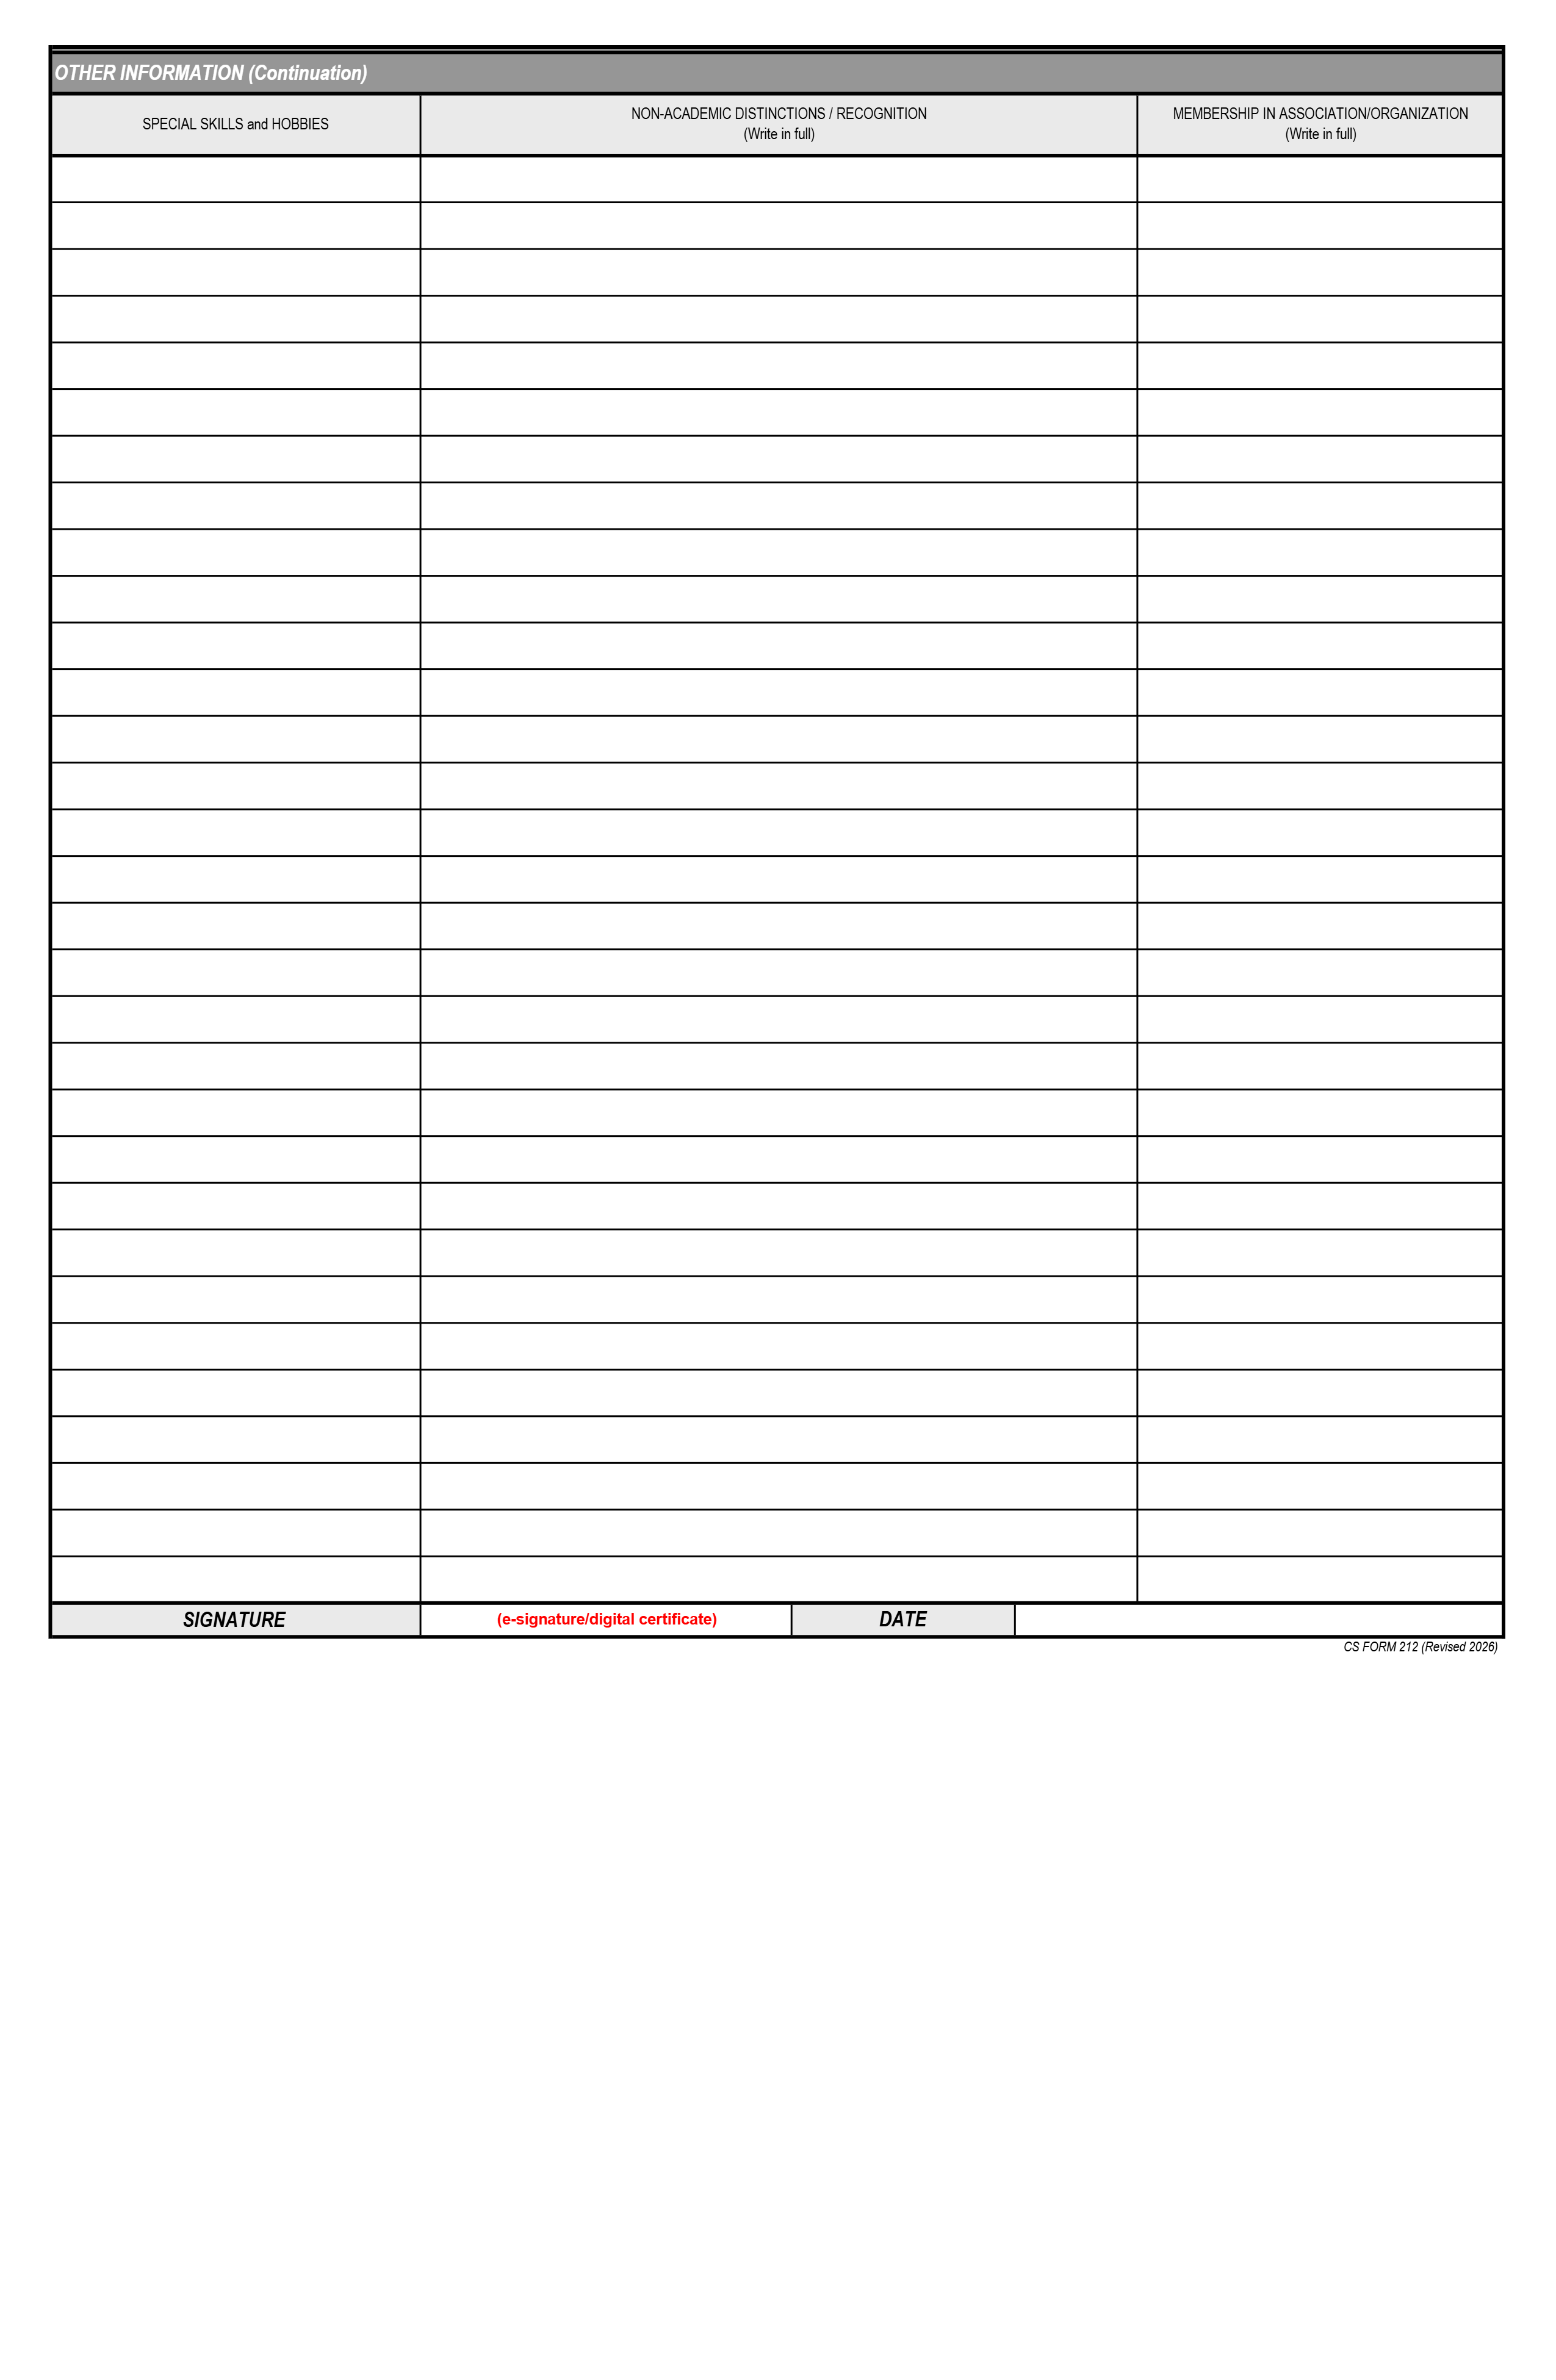 OTHER INFORMATION (Continuation)
SPECIAL SKILLS and HOBBIES
NON-ACADEMIC DISTINCTIONS / RECOGNITION
(Write in full)
MEMBERSHIP IN ASSOCIATION/ORGANIZATION
(Write in full)
SIGNATURE
(e-signature/digital certificate)
DATE
CS FORM 212 (Revised 2026)